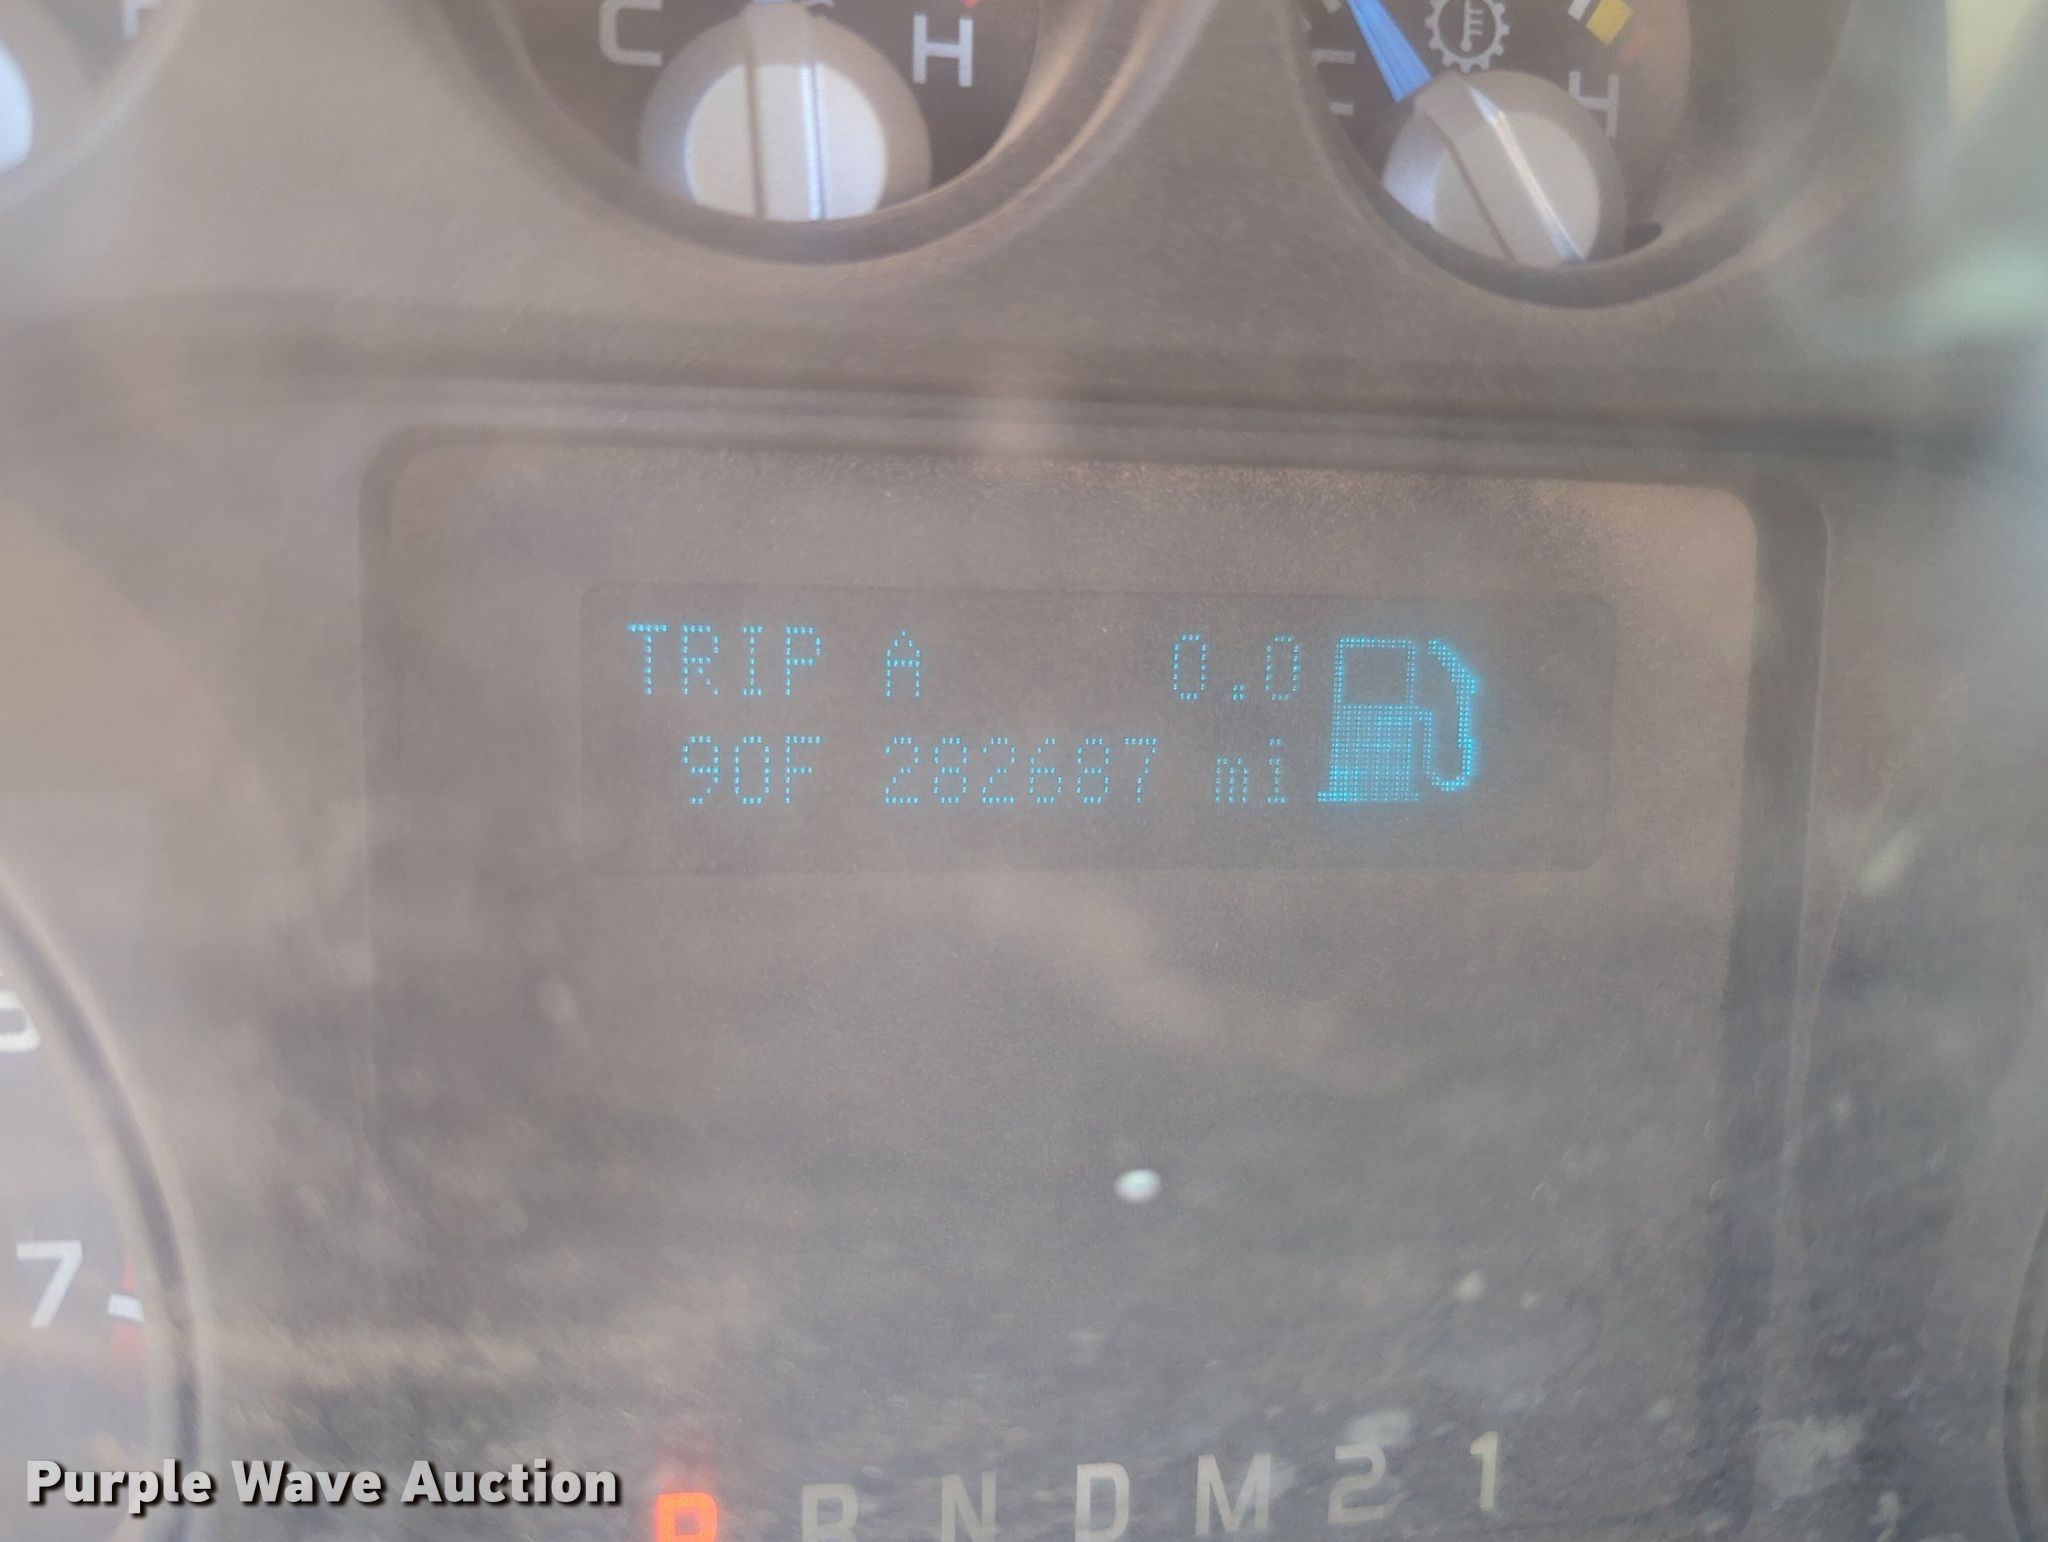 C H
C H
TRIP A 0.0
90F 282687 mi
7
P R N D M 2 1
Purple Wave Auction